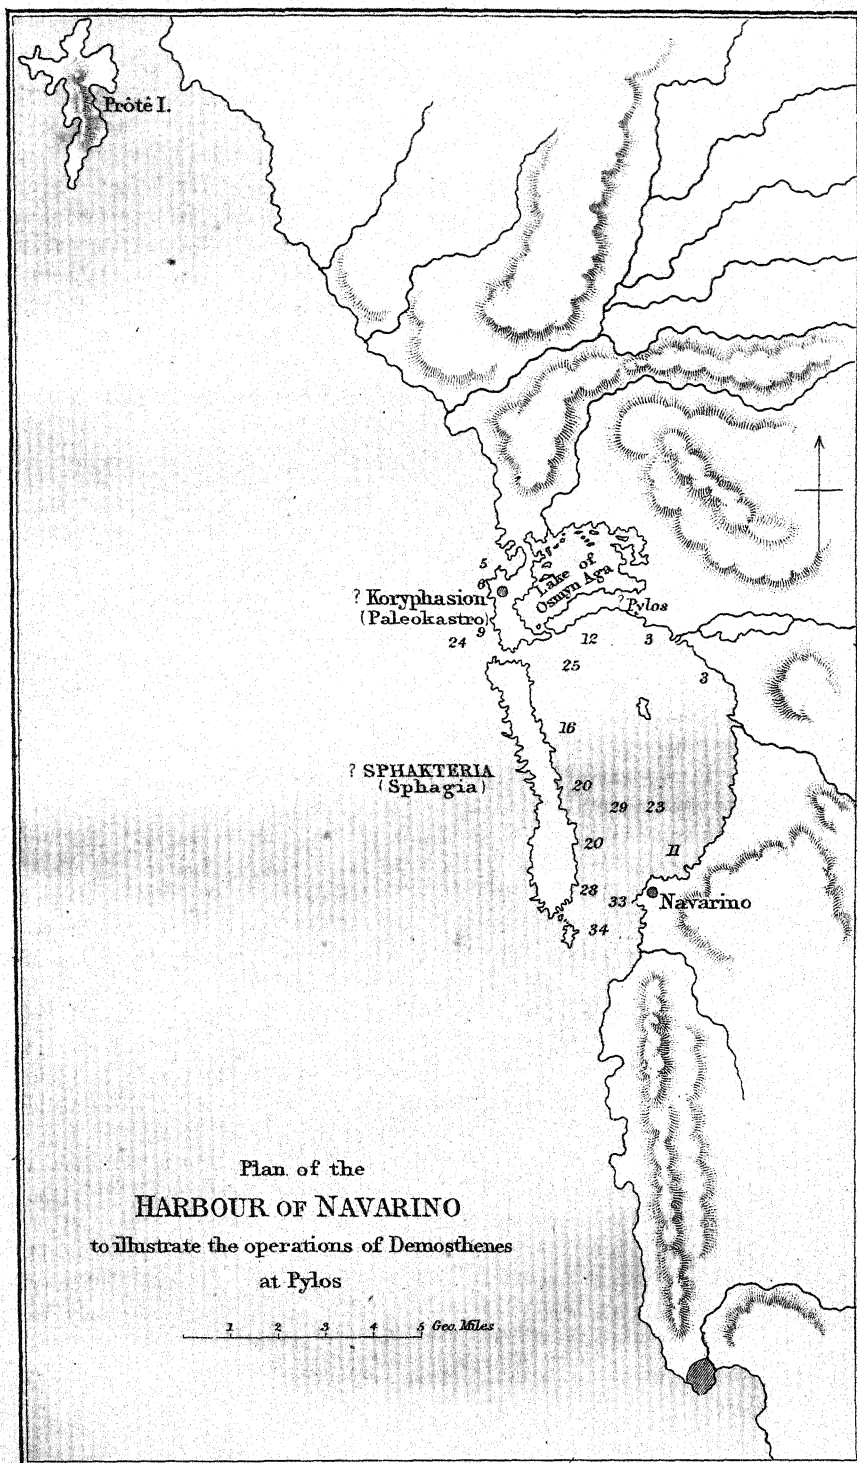 Prôtê I.
5
6
? Koryphasion
(Paleokastro)
9
24
Lake of
Osmyn Aga
? Pylos
12
3
25
3
16
? SPHAKTERIA
(Sphagia)
20
29
23
20
11
28
33
Navarino
34
Plan of the
HARBOUR OF NAVARINO
to illustrate the operations of Demosthenes
at Pylos
1 2 3 4 5 Geo. Miles